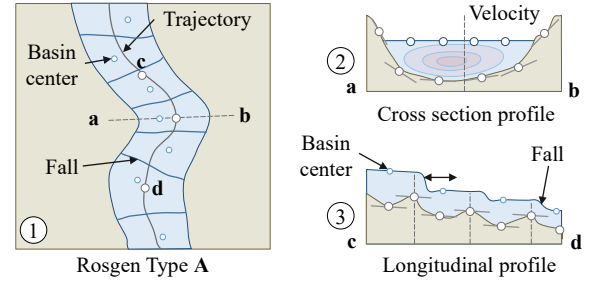 Trajectory
Basin
center
c
a
b
Fall
d
1
Rosgen Type A
Velocity
2
a
b
Cross section profile
Basin
center
Fall
3
c
d
Longitudinal profile